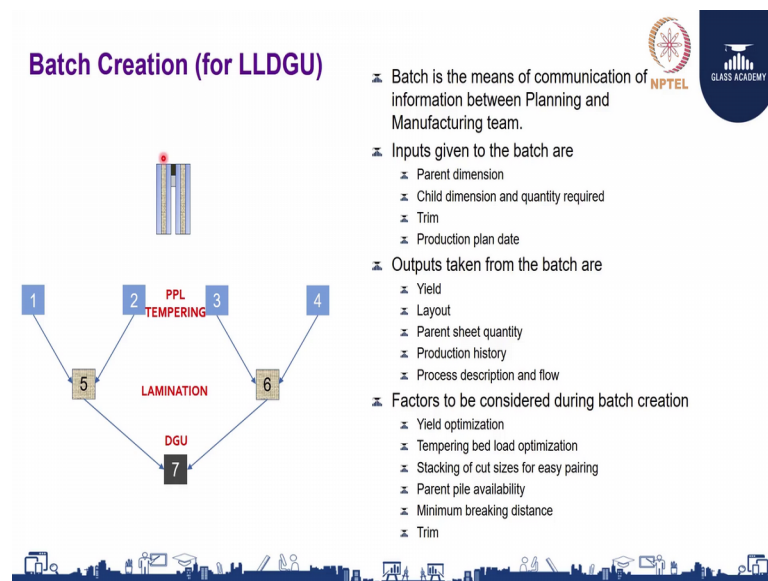 Batch Creation (for LLDGU)
NPTEL
GLASS ACADEMY
Batch is the means of communication of
information between Planning and
Manufacturing team.
Inputs given to the batch are
Parent dimension
Child dimension and quantity required
Trim
Production plan date
Outputs taken from the batch are
Yield
Layout
Parent sheet quantity
Production history
Process description and flow
Factors to be considered during batch creation
Yield optimization
Tempering bed load optimization
Stacking of cut sizes for easy pairing
Parent pile availability
Minimum breaking distance
Trim
1
2
PPL
TEMPERING
3
4
5
LAMINATION
6
DGU
7